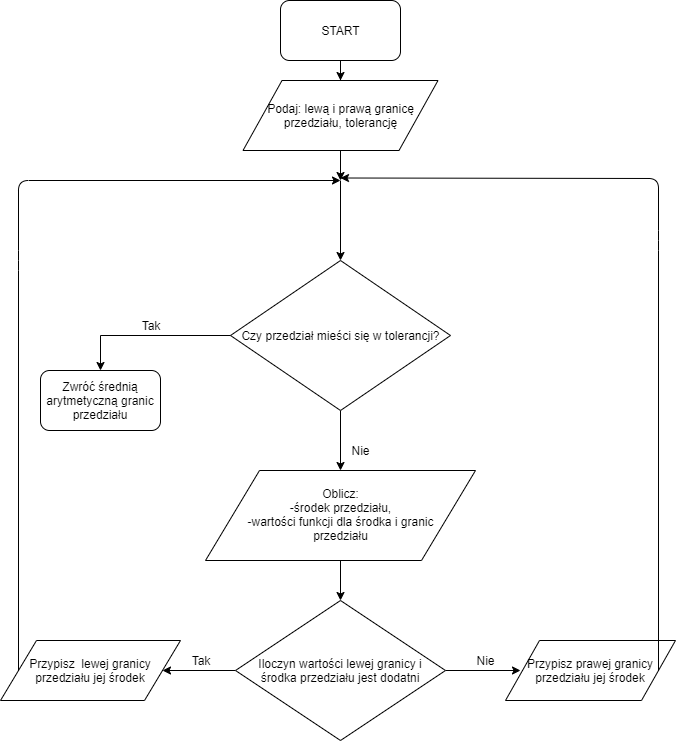 START
Podaj: lewą i prawą granicę
przedziału, tolerancję
Czy przedział mieści się w tolerancji?
Tak
Zwróć średnią
arytmetyczną granic
przedziału
Nie
Oblicz:
-środek przedziału,
-wartości funkcji dla środka i granic
przedziału
Iloczyn wartości lewej granicy i
środka przedziału jest dodatni
Tak
Przypisz lewej granicy
przedziału jej środek
Nie
Przypisz prawej granicy
przedziału jej środek